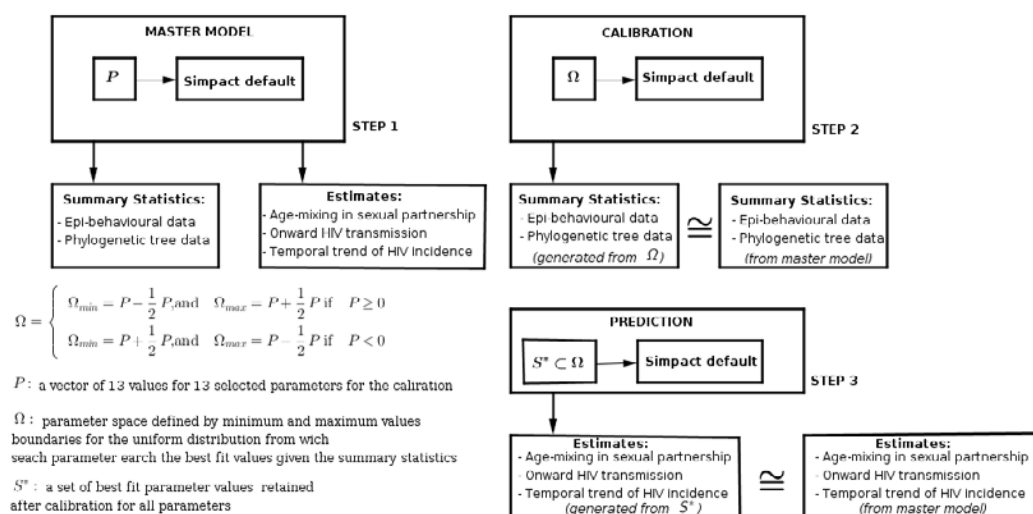 MASTER MODEL
P
Simpact default
STEP 1
Summary Statistics:
- Epi-behavioural data
- Phylogenetic tree data
Estimates:
- Age-mixing in sexual partnership
- Onward HIV transmission
- Temporal trend of HIV incidence
Ω = { Ωmin = P − 1/2 P,and Ωmax = P + 1/2 P if P ≥ 0
Ωmin = P + 1/2 P,and Ωmax = P − 1/2 P if P < 0
P : a vector of 13 values for 13 selected parameters for the caliration
Ω : parameter space defined by minimum and maximum values
boundaries for the uniform distribution from wich
seach parameter earch the best fit values given the summary statistics
S* : a set of best fit parameter values retained
after calibration for all parameters
CALIBRATION
Ω
Simpact default
STEP 2
Summary Statistics:
- Epi-behavioural data
- Phylogenetic tree data
(generated from Ω)
≅
Summary Statistics:
- Epi-behavioural data
- Phylogenetic tree data
(from master model)
PREDICTION
S* ⊂ Ω
Simpact default
STEP 3
Estimates:
- Age-mixing in sexual partnership
- Onward HIV transmission
- Temporal trend of HIV incidence
(generated from S*)
≅
Estimates:
- Age-mixing in sexual partnership
- Onward HIV transmission
- Temporal trend of HIV incidence
(from master model)